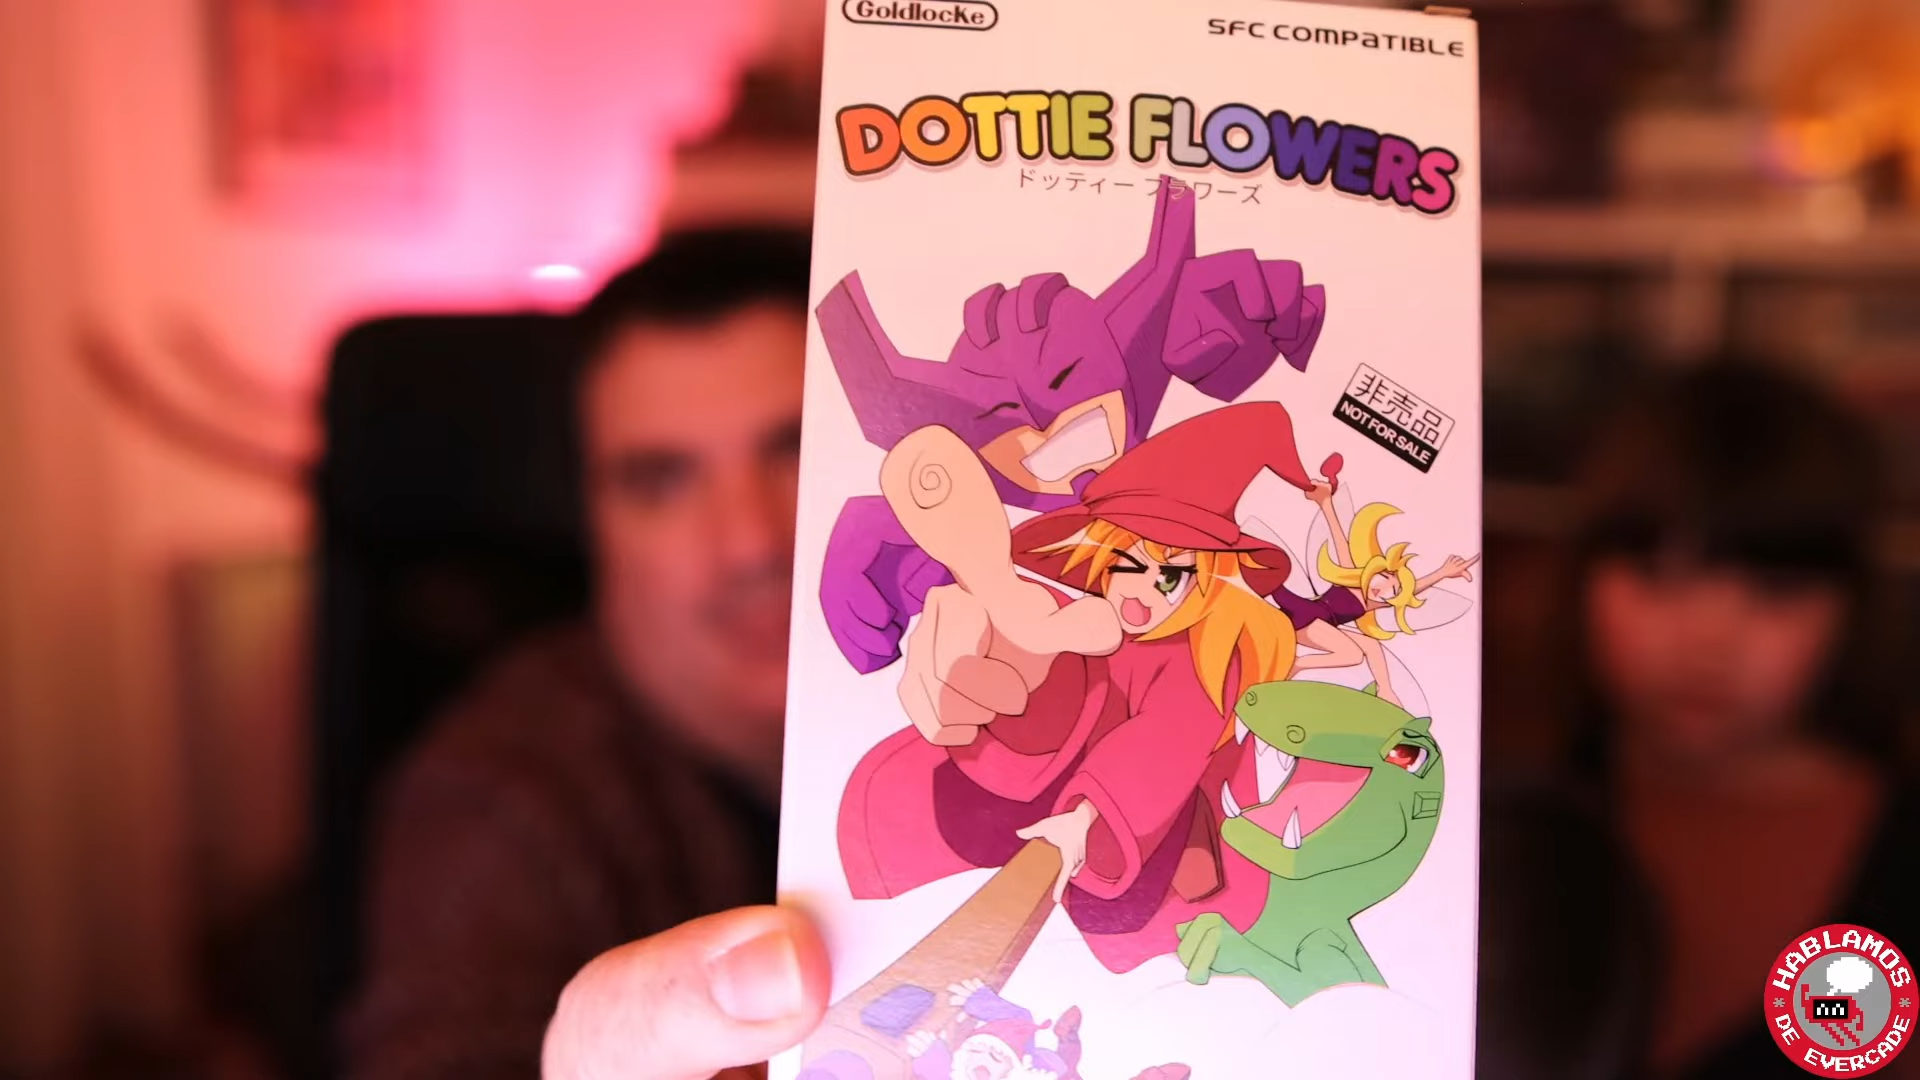 Goldlocke
SFC COMPATIBLE
DOTTIE FLOWERS
ドッティー フラワーズ
非売品
NOT FOR SALE
HABLAMOS
DE EVERCADE